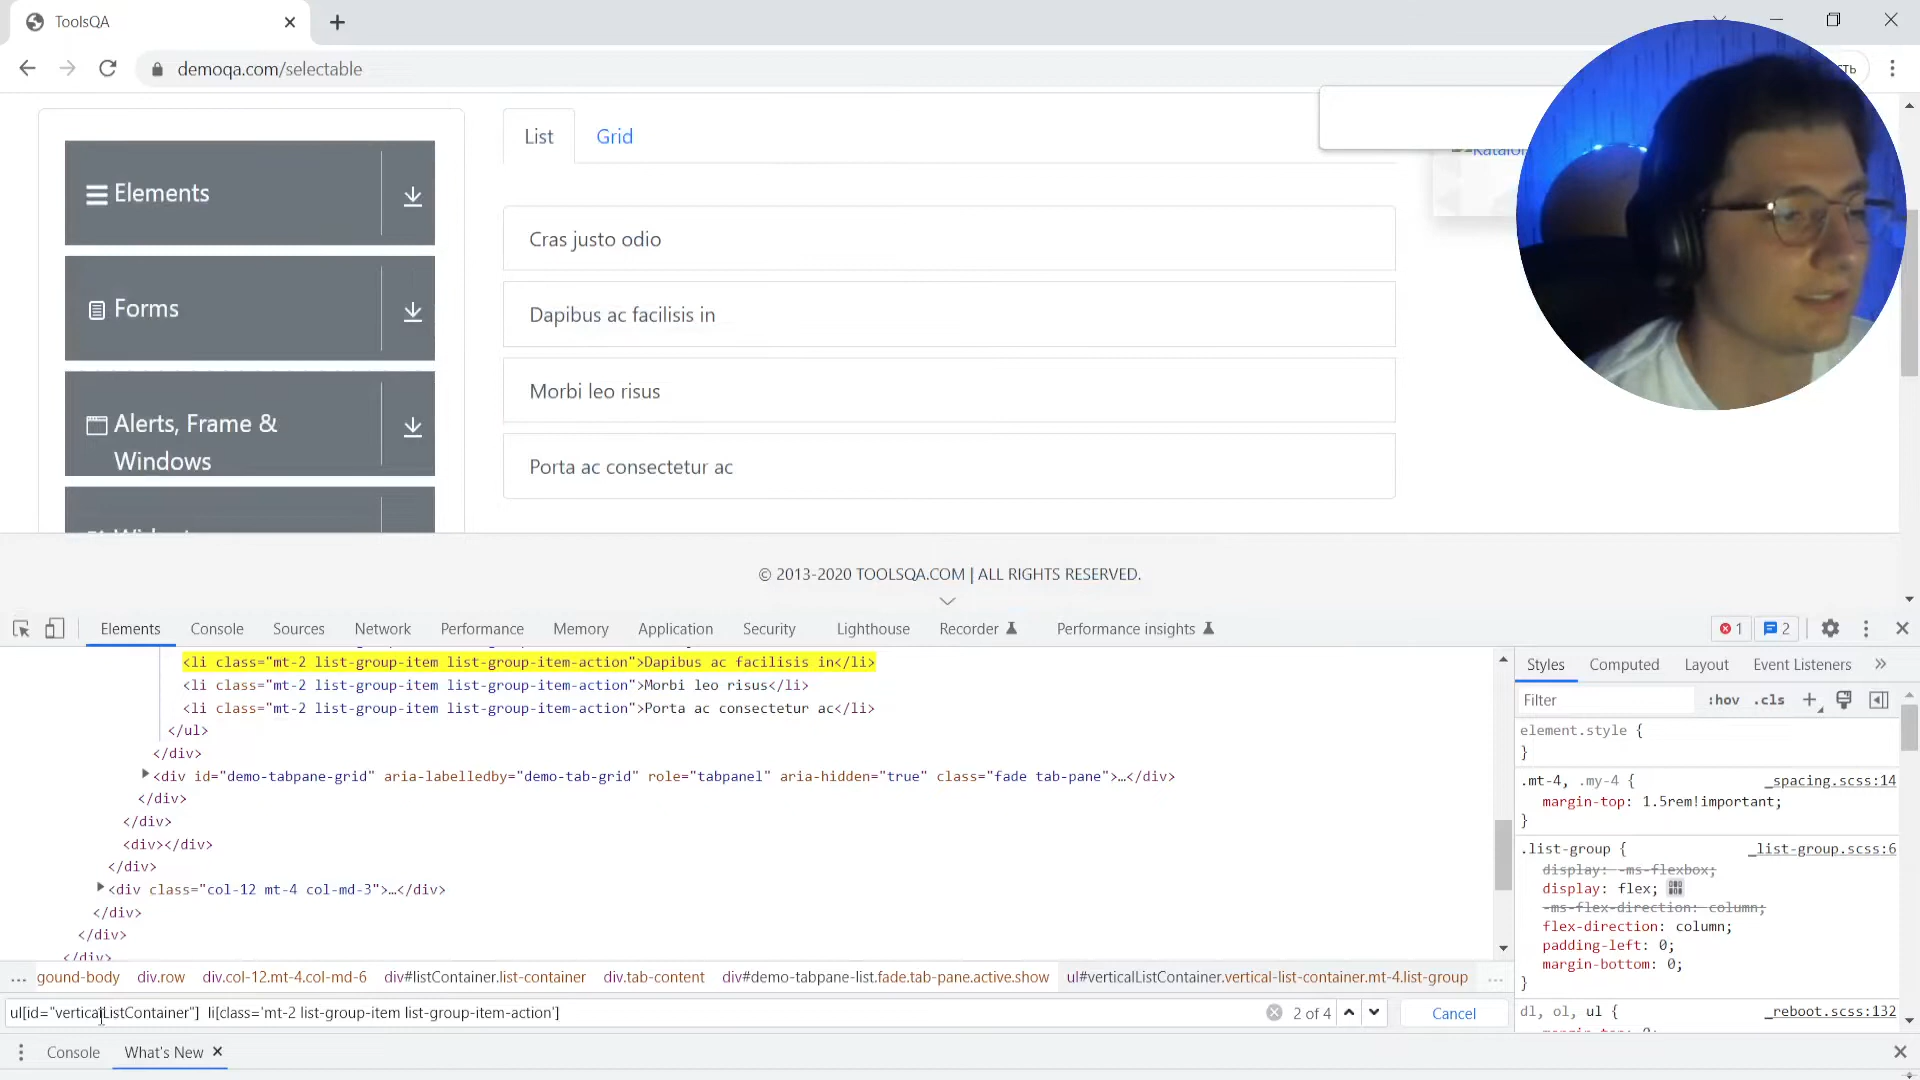 ToolsQA
demoqa.com/selectable
List
Grid
Elements
Cras justo odio
Forms
Dapibus ac facilisis in
Alerts, Frame &
Windows
Morbi leo risus
Porta ac consectetur ac
© 2013-2020 TOOLSQA.COM | ALL RIGHTS RESERVED.
Elements Console Sources Network Performance Memory Application Security Lighthouse Recorder Performance insights 1 2
<li class="mt-2 list-group-item list-group-item-action">Dapibus ac facilisis in</li>
<li class="mt-2 list-group-item list-group-item-action">Morbi leo risus</li>
<li class="mt-2 list-group-item list-group-item-action">Porta ac consectetur ac</li>
</ul>
</div>
<div id="demo-tabpane-grid" aria-labelledby="demo-tab-grid" role="tabpanel" aria-hidden="true" class="fade tab-pane">…</div>
</div>
</div>
<div></div>
</div>
<div class="col-12 mt-4 col-md-3">…</div>
</div>
</div>
</div>
... gound-body div.row div.col-12.mt-4.col-md-6 div#listContainer.list-container div.tab-content div#demo-tabpane-list.fade.tab-pane.active.show ul#verticalListContainer.vertical-list-container.mt-4.list-group ...
ul[id="verticalListContainer"]  li[class='mt-2 list-group-item list-group-item-action'] 2 of 4 Cancel
Styles Computed Layout Event Listeners »
Filter :hov .cls
element.style {
}
.mt-4, .my-4 { _spacing.scss:14
margin-top: 1.5rem!important;
}
.list-group { _list-group.scss:6
display: -ms-flexbox;
display: flex;
-ms-flex-direction: column;
flex-direction: column;
padding-left: 0;
margin-bottom: 0;
}
dl, ol, ul { _reboot.scss:132
Console What's New